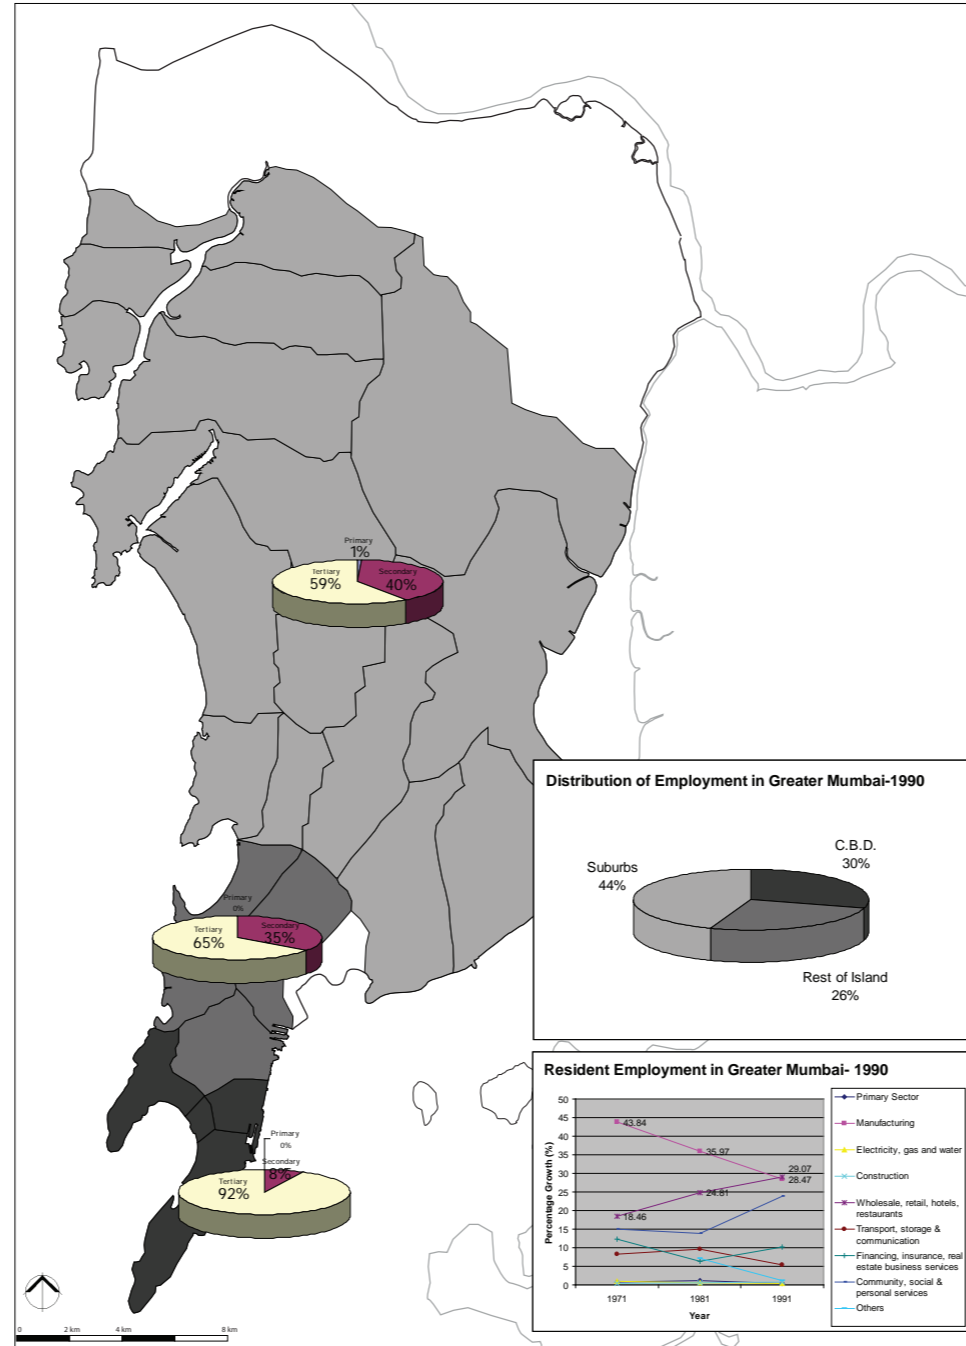 Primary
1%
Tertiary
59%
Secondary
40%
Primary
0%
Tertiary
65%
Secondary
35%
Primary
0%
Secondary
8%
Tertiary
92%
0 2 km 4 km 8 km
Distribution of Employment in Greater Mumbai-1990
C.B.D.
30%
Suburbs
44%
Rest of Island
26%
Resident Employment in Greater Mumbai- 1990
Percentage Growth (%)
50
45
40
35
30
25
20
15
10
5
0
43.84
35.97
29.07
28.47
24.81
18.46
1971 1981 1991
Year
Primary Sector
Manufacturing
Electricity, gas and water
Construction
Wholesale, retail, hotels,
restaurants
Transport, storage &
communication
Financing, insurance, real
estate business services
Community, social &
personal services
Others